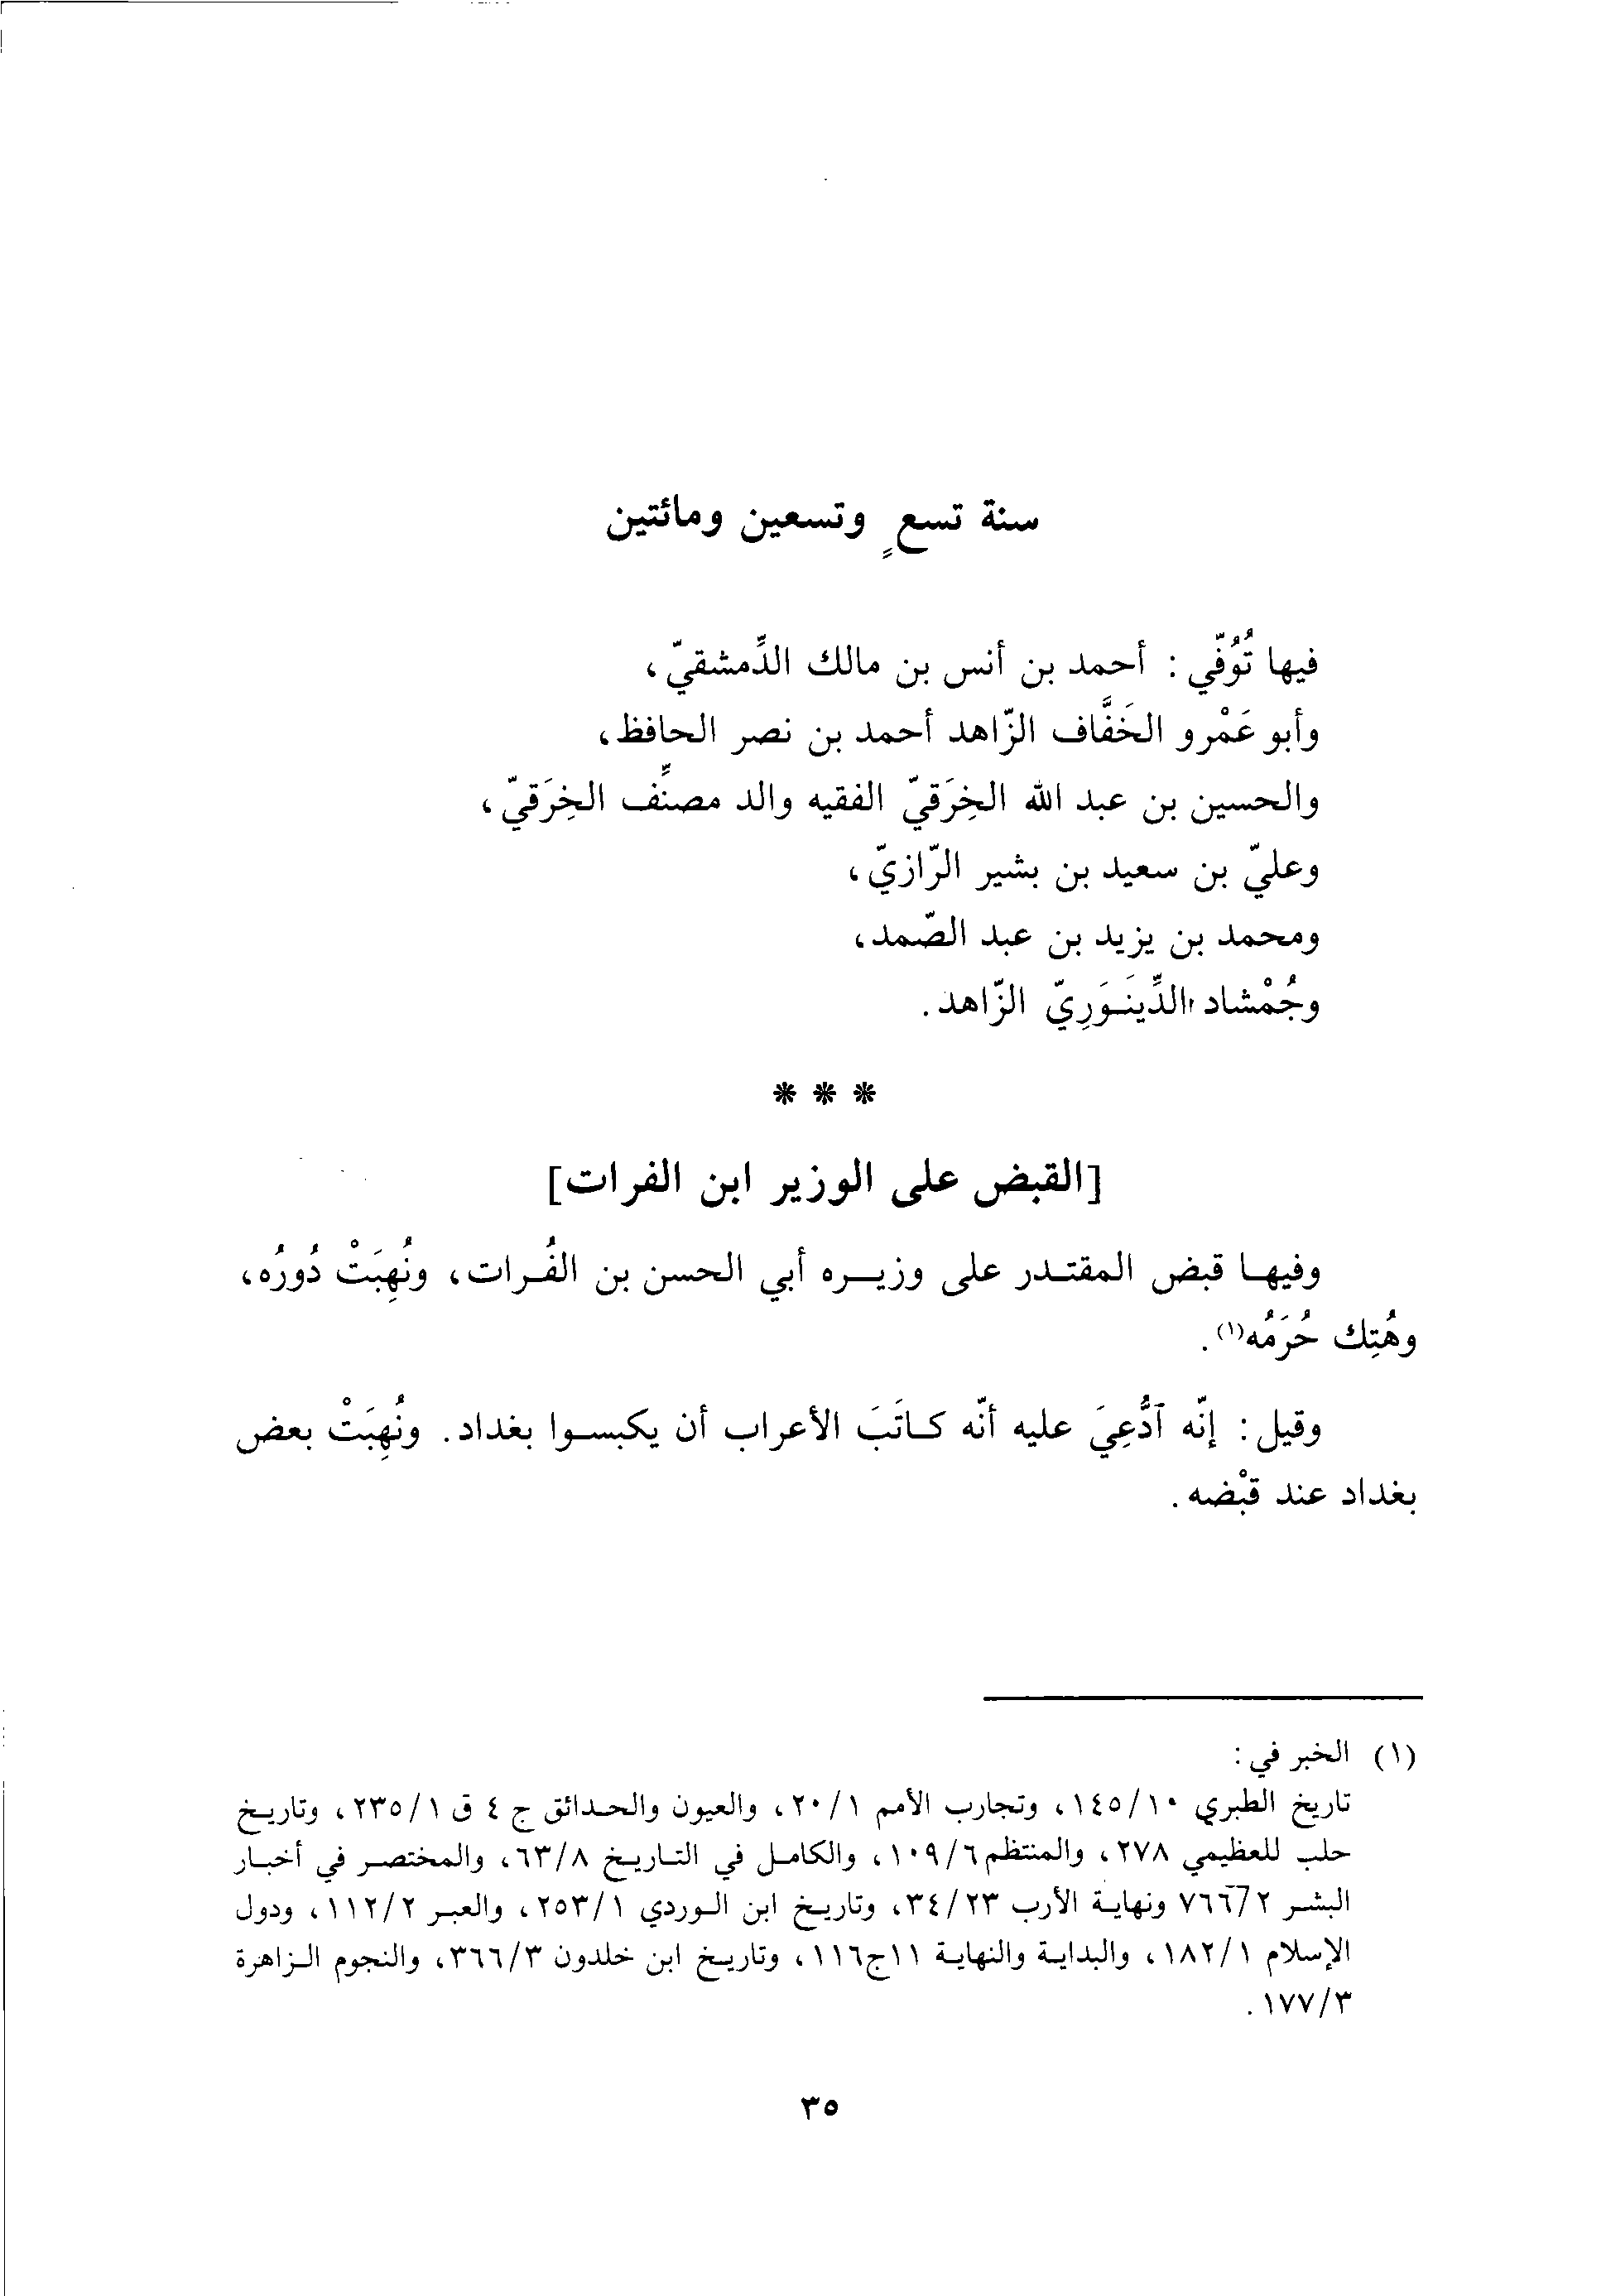 سنة تسعٍ وتسعين ومائتين
فيها تُوُفّي: أحمد بن أنس بن مالك الدِّمشقيّ،
وأبو عَمْرو الخَفَّاف الزّاهد أحمد بن نصر الحافظ،
والحسين بن عبد الله الخِرَقيّ الفقيه والد مصنِّف الخِرَقيّ،
وعليّ بن سعيد بن بشير الرّازيّ،
ومحمد بن يزيد بن عبد الصّمد،
وجُمْشاد الدِّينَوَرِيّ الزّاهد.
* * *
[القبض على الوزير ابن الفرات]
وفيها قبض المقتدر على وزيره أبي الحسن بن الفُرات، ونُهِبَتْ دُورُه،
وهُتِك حُرَمُه(١).
وقيل: إنّه ٱدُّعِيَ عليه أنّه كاتَبَ الأعراب أن يكبسوا بغداد. ونُهِبَتْ بعض
بغداد عند قبْضه.
(١) الخبر في:
تاريخ الطبري ١٤٥/١٠، وتجارب الأمم ٢٠/١، والعيون والحدائق ج ٤ ق ٢٣٥/١، وتاريخ
حلب للعظيمي ٢٧٨، والمنتظم ١٠٩/٦، والكامل في التاريخ ٦٣/٨، والمختصر في أخبار
البشر ٧٦٦/٢ ونهاية الأرب ٣٤/٢٣، وتاريخ ابن الوردي ٢٥٣/١، والعبر ١١٢/٢، ودول
الإسلام ١٨٢/١، والبداية والنهاية ١١ج١١٦، وتاريخ ابن خلدون ٣٦٦/٣، والنجوم الزاهرة
١٧٧/٣.
٣٥